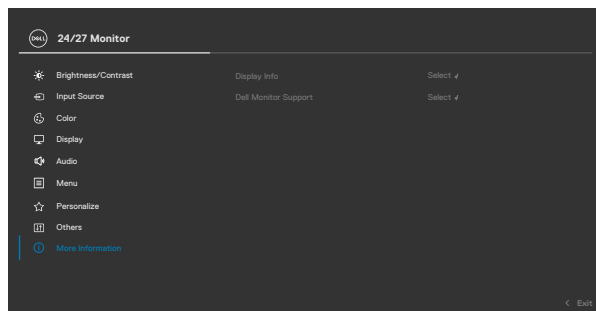 DELL
24/27 Monitor
Brightness/Contrast Display Info Select
Input Source Dell Monitor Support Select
Color
Display
Audio
Menu
Personalize
Others
More Information
Exit